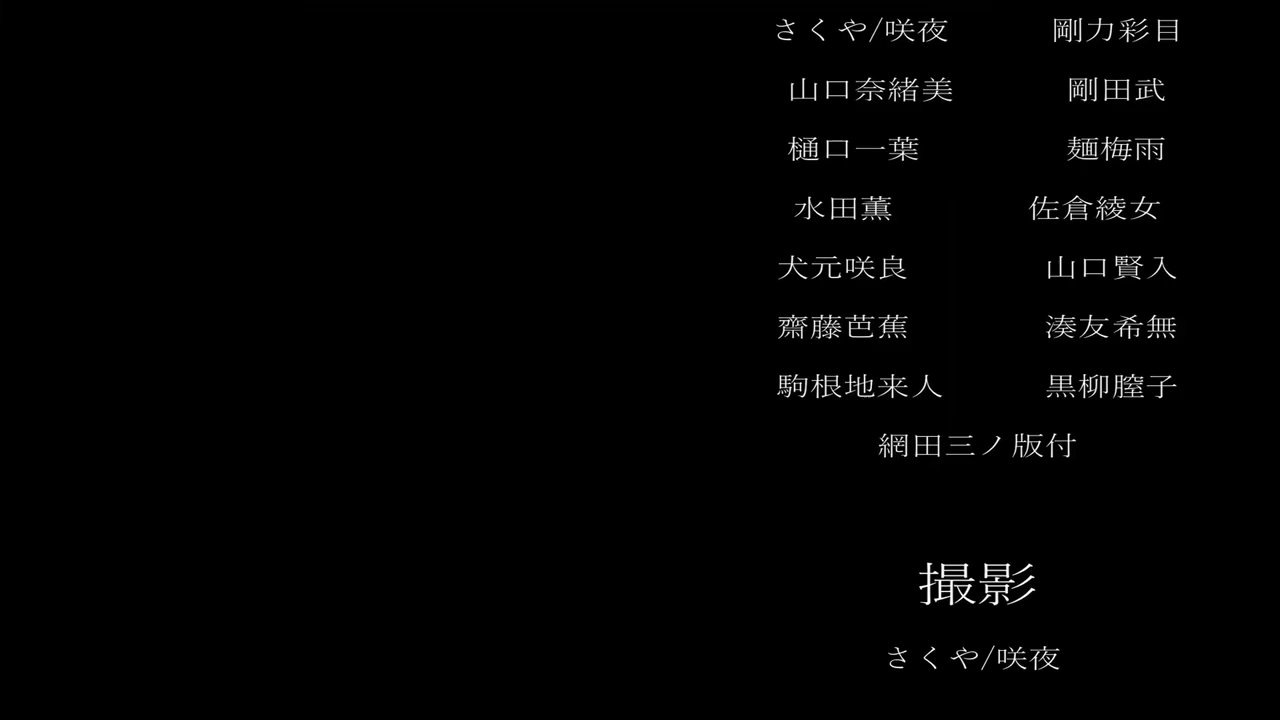 さくや/咲夜 剛力彩目
山口奈緒美 剛田武
樋口一葉 麺梅雨
水田薫 佐倉綾女
犬元咲良 山口賢入
齋藤芭蕉 湊友希無
駒根地来人 黒柳膣子
網田三ノ版付
撮影
さくや/咲夜